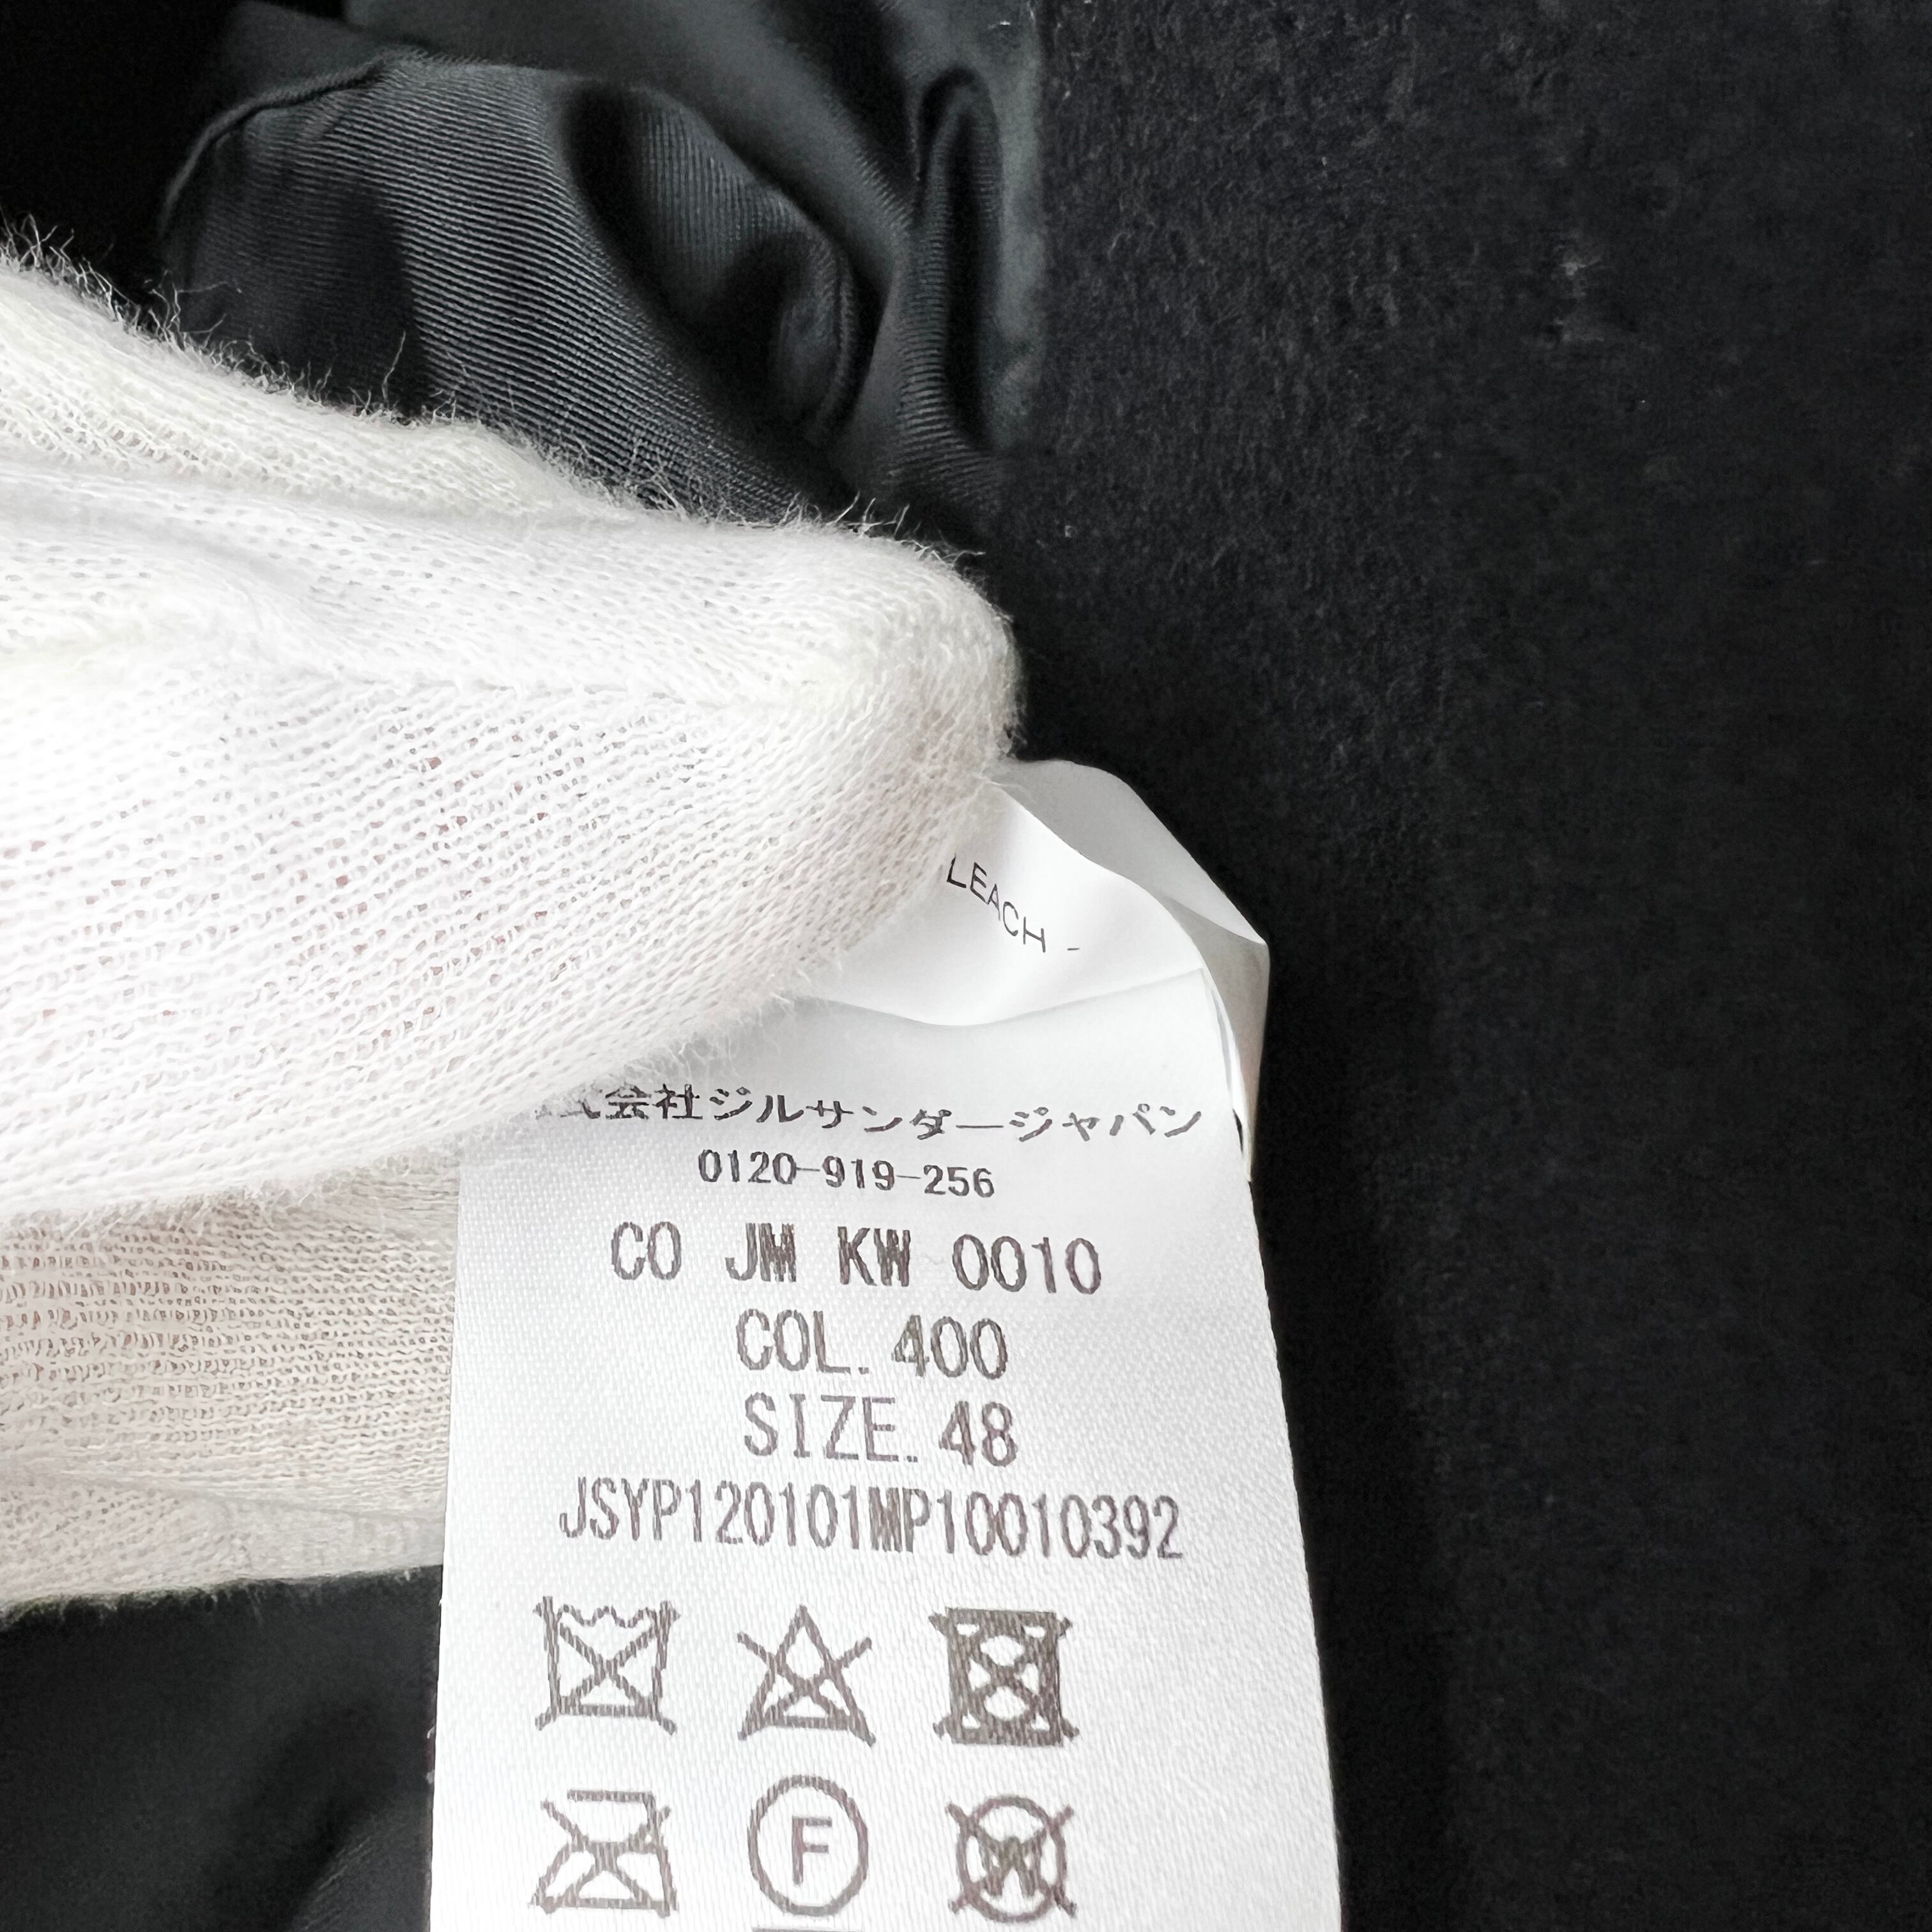 LEACH -
式会社ジルサンダージャパン
0120-919-256
CO JM KW 0010
COL. 400
SIZE. 48
JSYP120101MP10010392
F
W